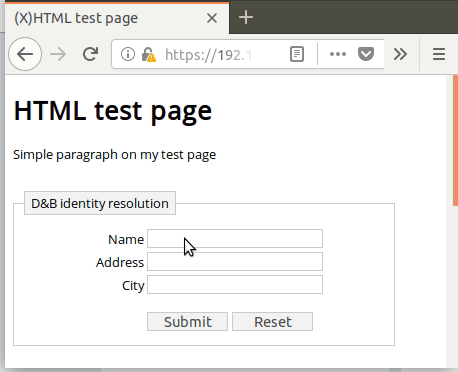 (X)HTML test page
https://192.1
HTML test page
Simple paragraph on my test page
D&B identity resolution
Name
Address
City
Submit Reset